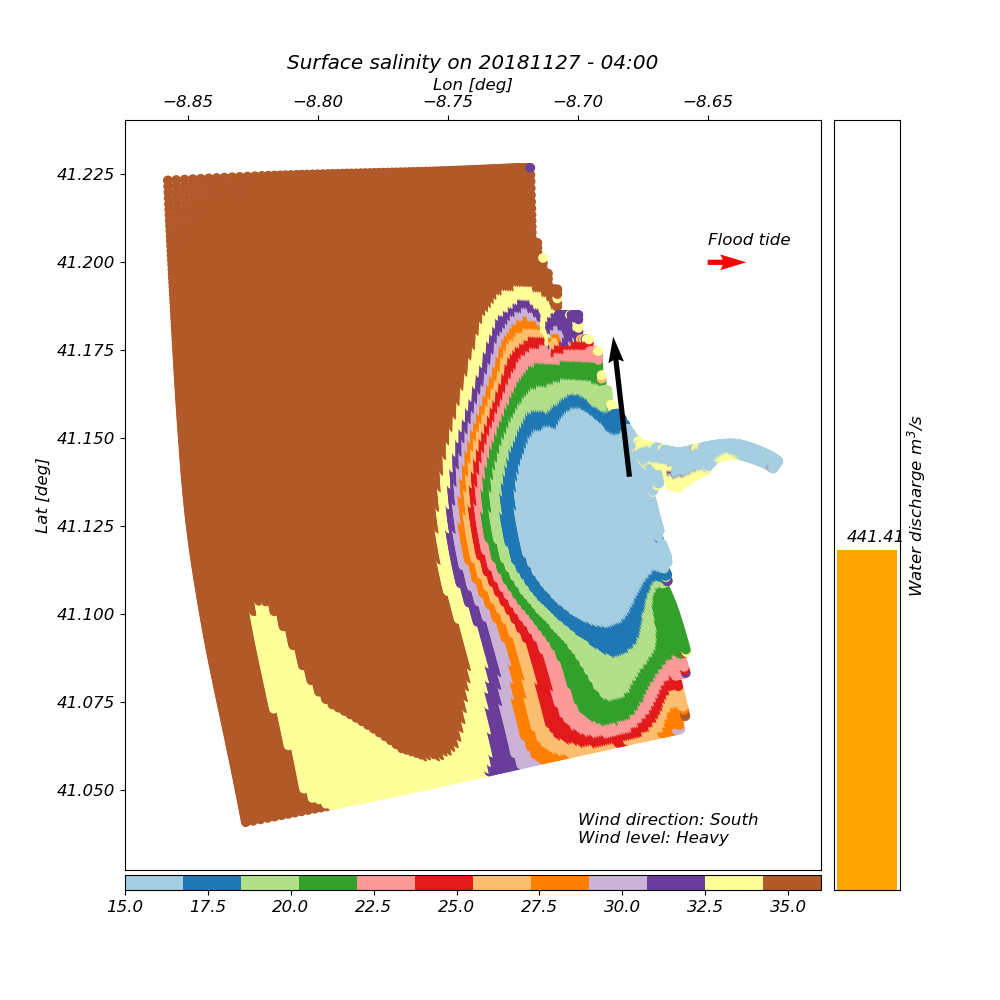 Surface salinity on 20181127 - 04:00
Lon [deg]
−8.85 −8.80 −8.75 −8.70 −8.65
41.225
41.200
41.175
41.150
41.125
41.100
41.075
41.050
Lat [deg]
Flood tide
Wind direction: South
Wind level: Heavy
441.41
Water discharge m³/s
15.0 17.5 20.0 22.5 25.0 27.5 30.0 32.5 35.0